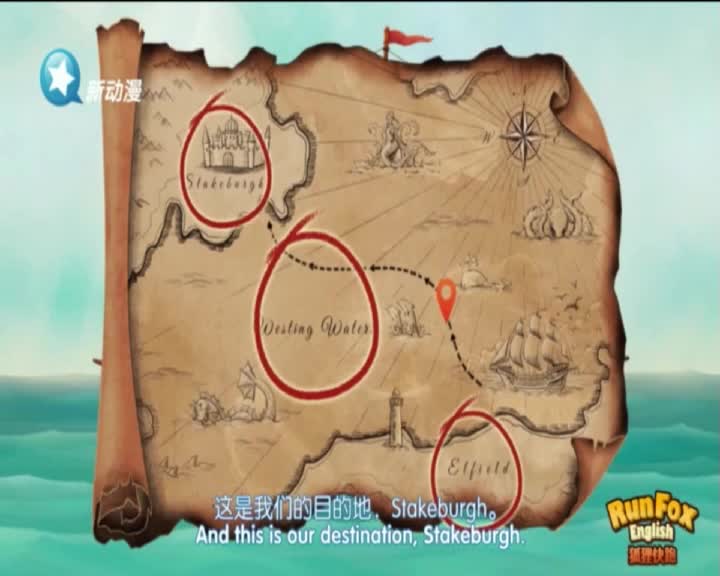 新动漫
W
Stakeburgh
Westing Water
Elfield
这是我们的目的地，Stakeburgh。
And this is our destination, Stakeburgh.
RunFox
English
狐狸快跑